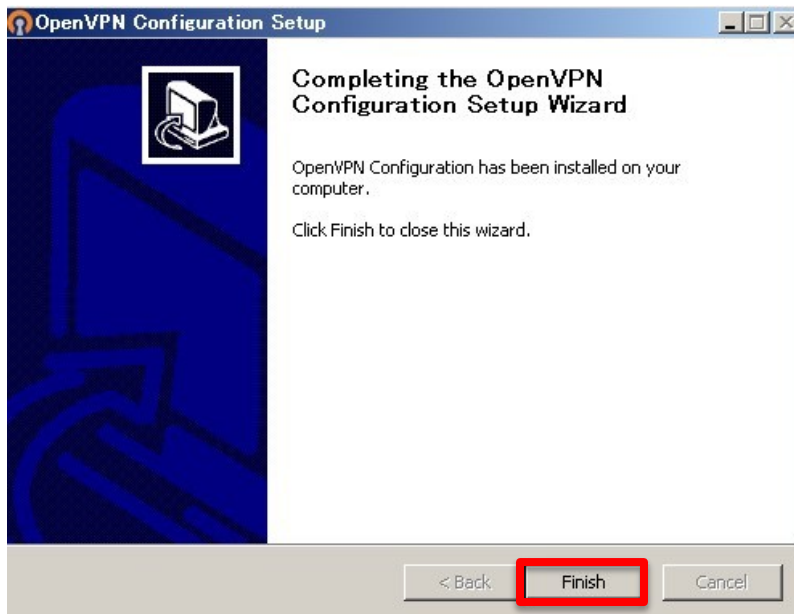 OpenVPN Configuration Setup
Completing the OpenVPN
Configuration Setup Wizard
OpenVPN Configuration has been installed on your
computer.
Click Finish to close this wizard.
< Back
Finish
Cancel